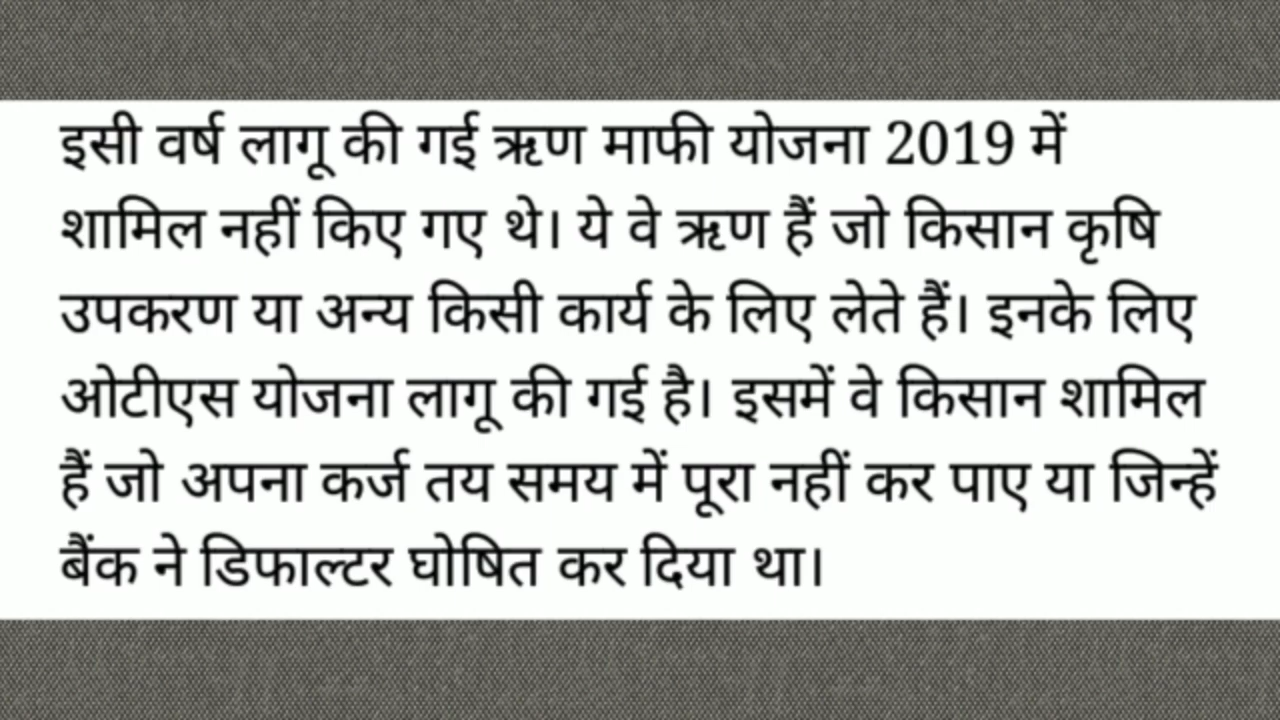 इसी वर्ष लागू की गई ऋण माफी योजना 2019 में
शामिल नहीं किए गए थे। ये वे ऋण हैं जो किसान कृषि
उपकरण या अन्य किसी कार्य के लिए लेते हैं। इनके लिए
ओटीएस योजना लागू की गई है। इसमें वे किसान शामिल
हैं जो अपना कर्ज तय समय में पूरा नहीं कर पाए या जिन्हें
बैंक ने डिफाल्टर घोषित कर दिया था।